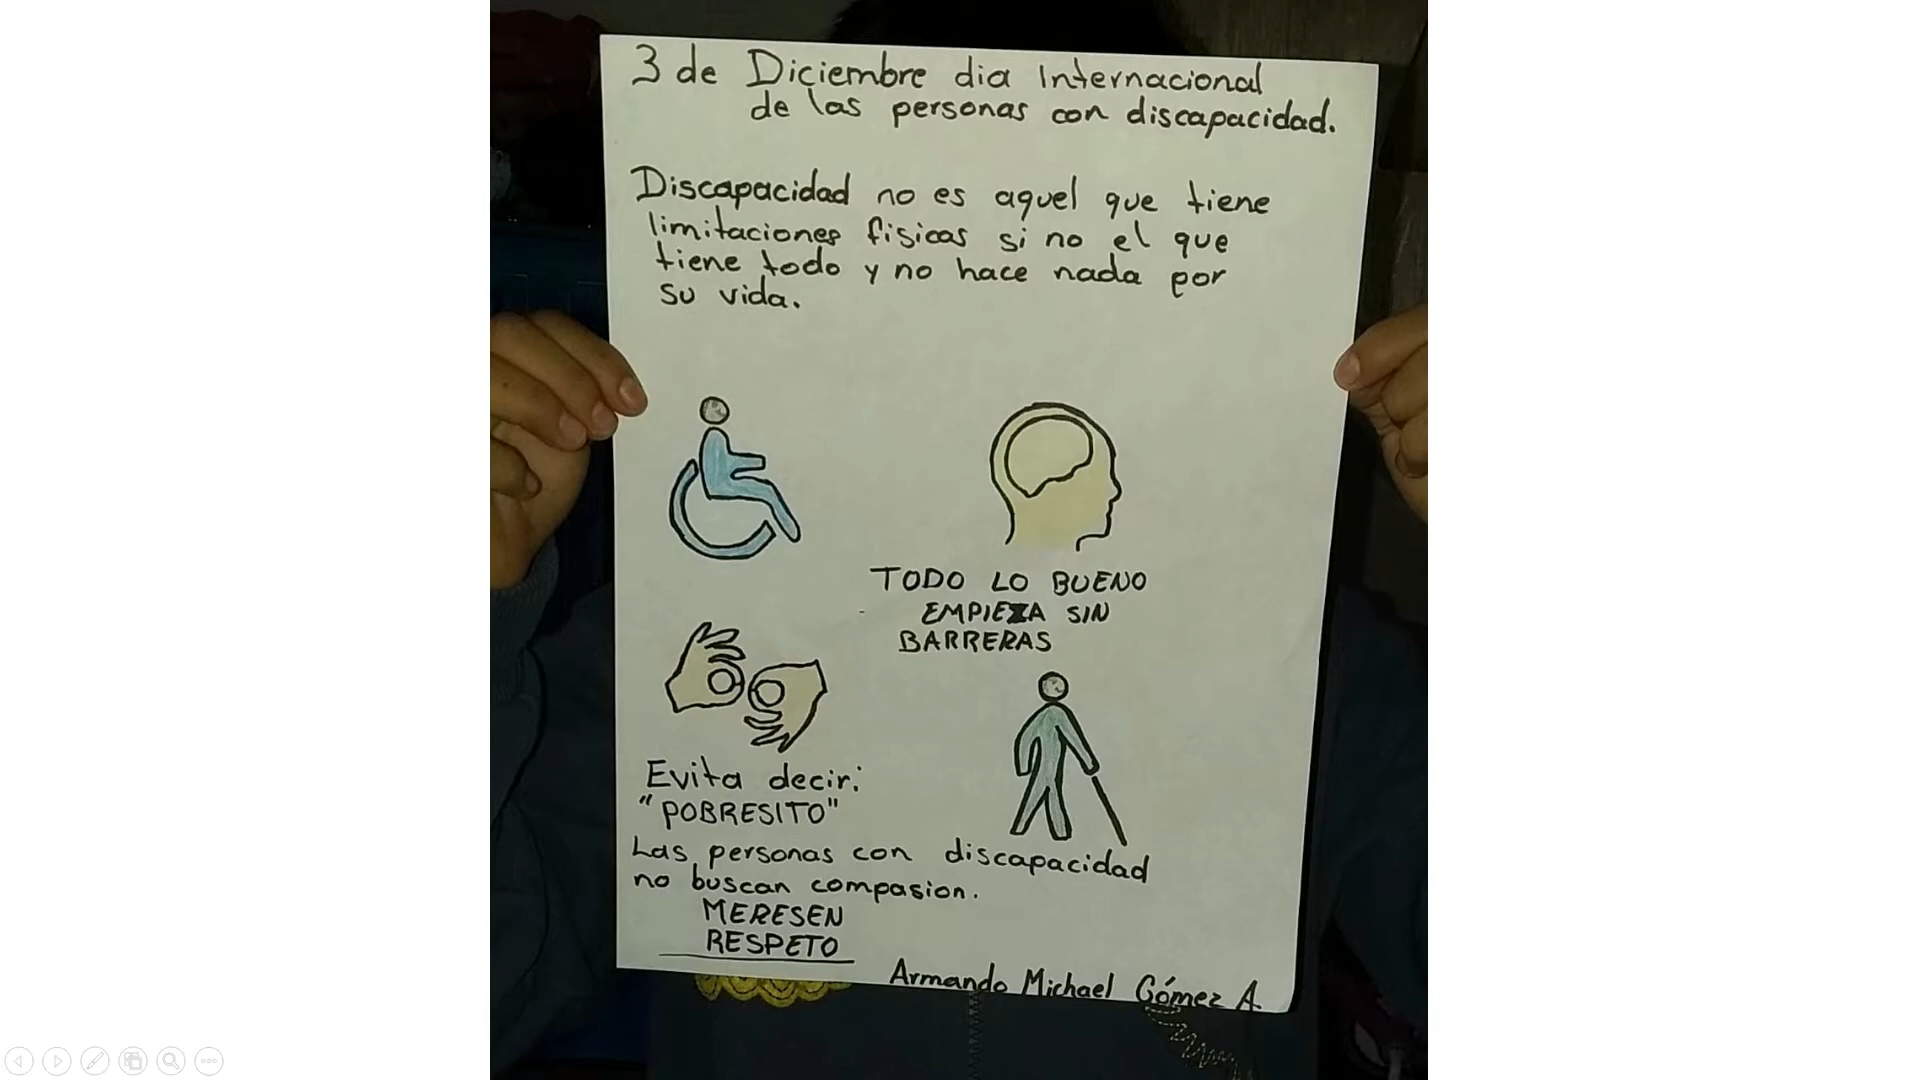 3 de Diciembre dia Internacional
de las personas con discapacidad.
Discapacidad no es aquel que tiene
limitaciones fisicas si no el que
tiene todo y no hace nada por
su vida.
TODO LO BUENO
EMPIEZA SIN
BARRERAS
Evita decir:
"POBRESITO"
Las personas con discapacidad
no buscan compasion.
MERESEN
RESPETO
Armando Michael Gómez A.